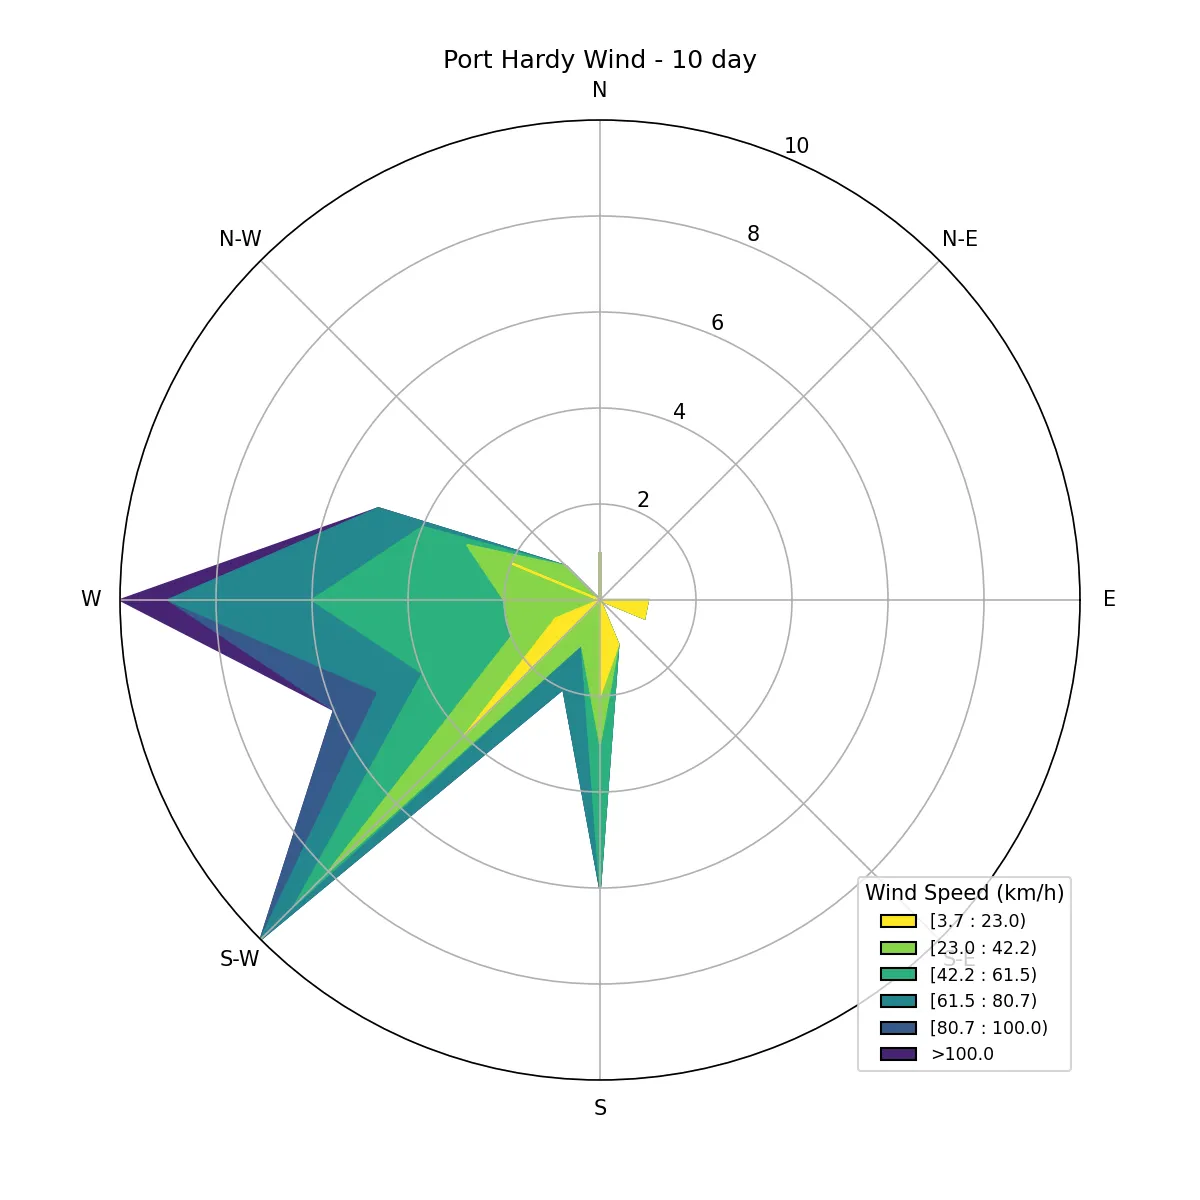 Port Hardy Wind - 10 day
N
10
N-W
8
N-E
6
4
2
W
E
S-W
S-E
S
Wind Speed (km/h)
[3.7 : 23.0)
[23.0 : 42.2)
[42.2 : 61.5)
[61.5 : 80.7)
[80.7 : 100.0)
>100.0